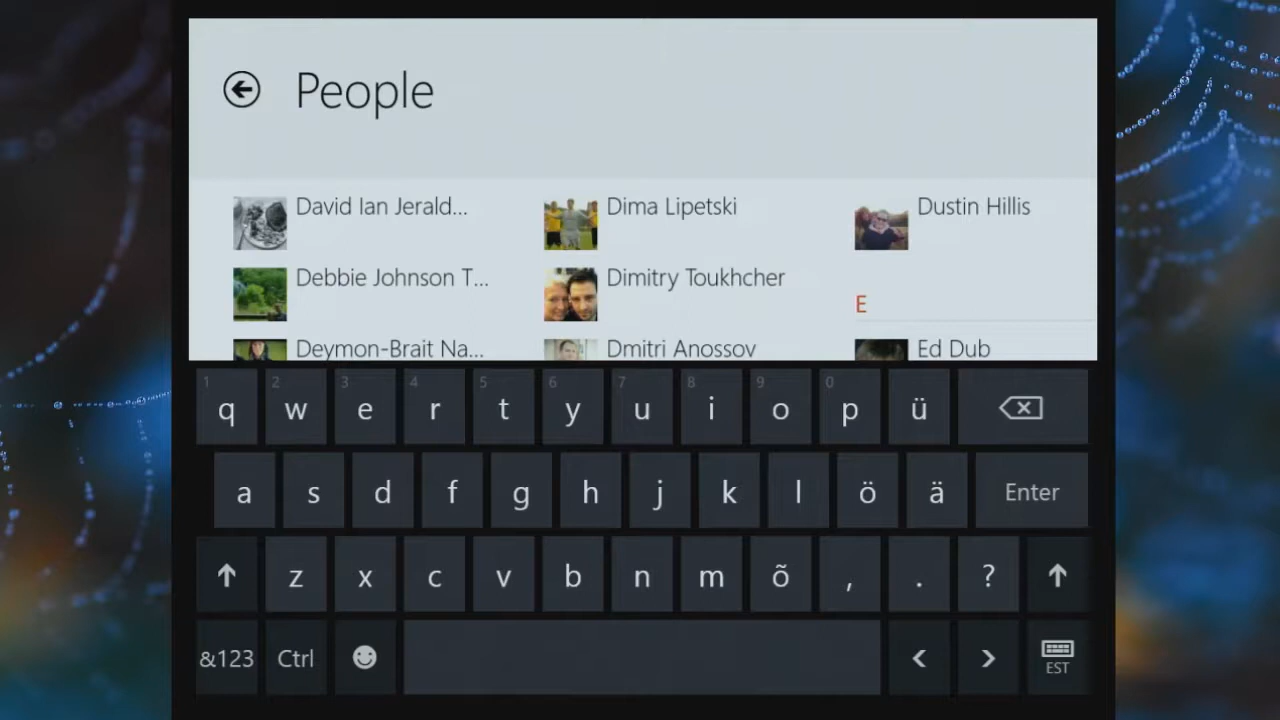 People
David Ian Jerald...
Dima Lipetski
Dustin Hillis
Debbie Johnson T...
Dimitry Toukhcher
E
Deymon-Brait Na...
Dmitri Anossov
Ed Dub
1 2 3 4 5 6 7 8 9 0
q w e r t y u i o p ü
a s d f g h j k l ö ä Enter
z x c v b n m õ , . ?
&123 Ctrl < > EST